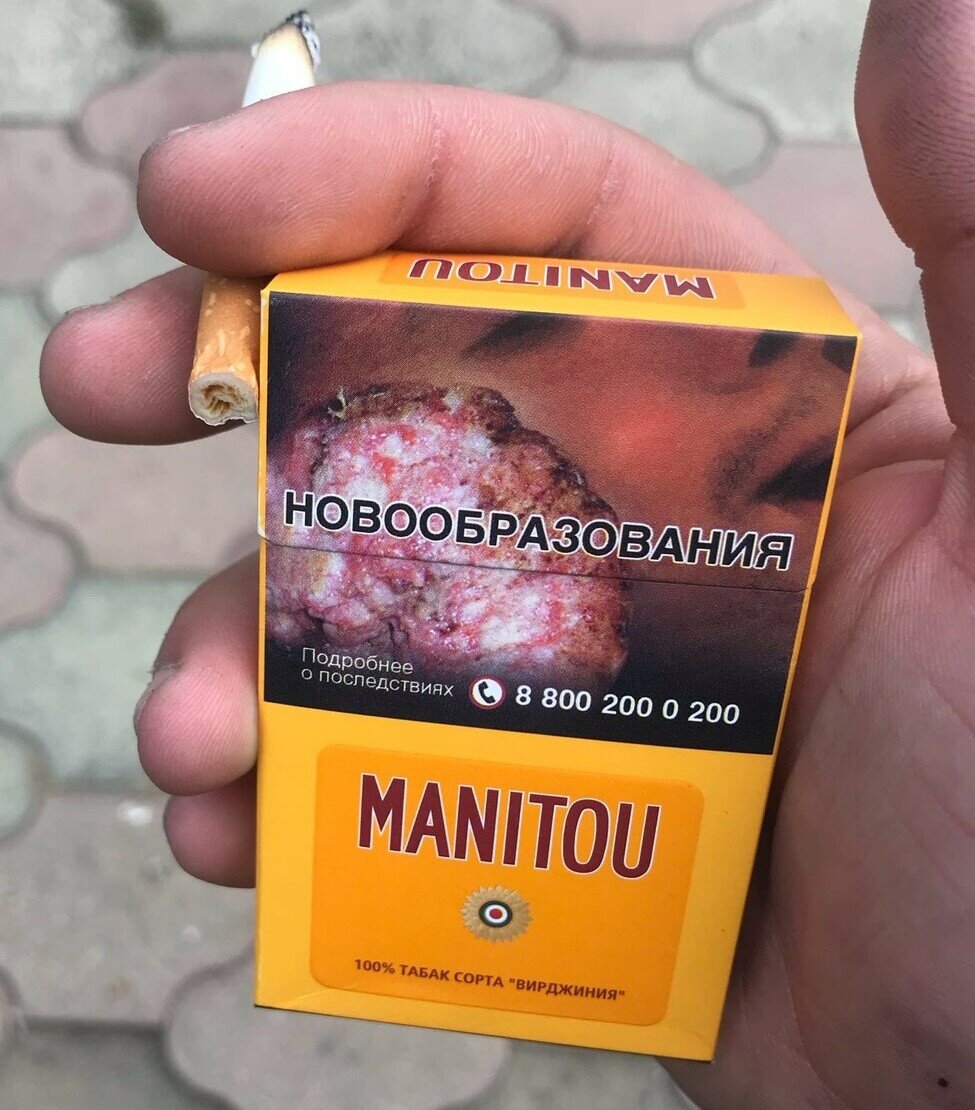 MANITOU
НОВООБРАЗОВАНИЯ
Подробнее
о последствиях 8 800 200 0 200
MANITOU
100% ТАБАК СОРТА "ВИРДЖИНИЯ"